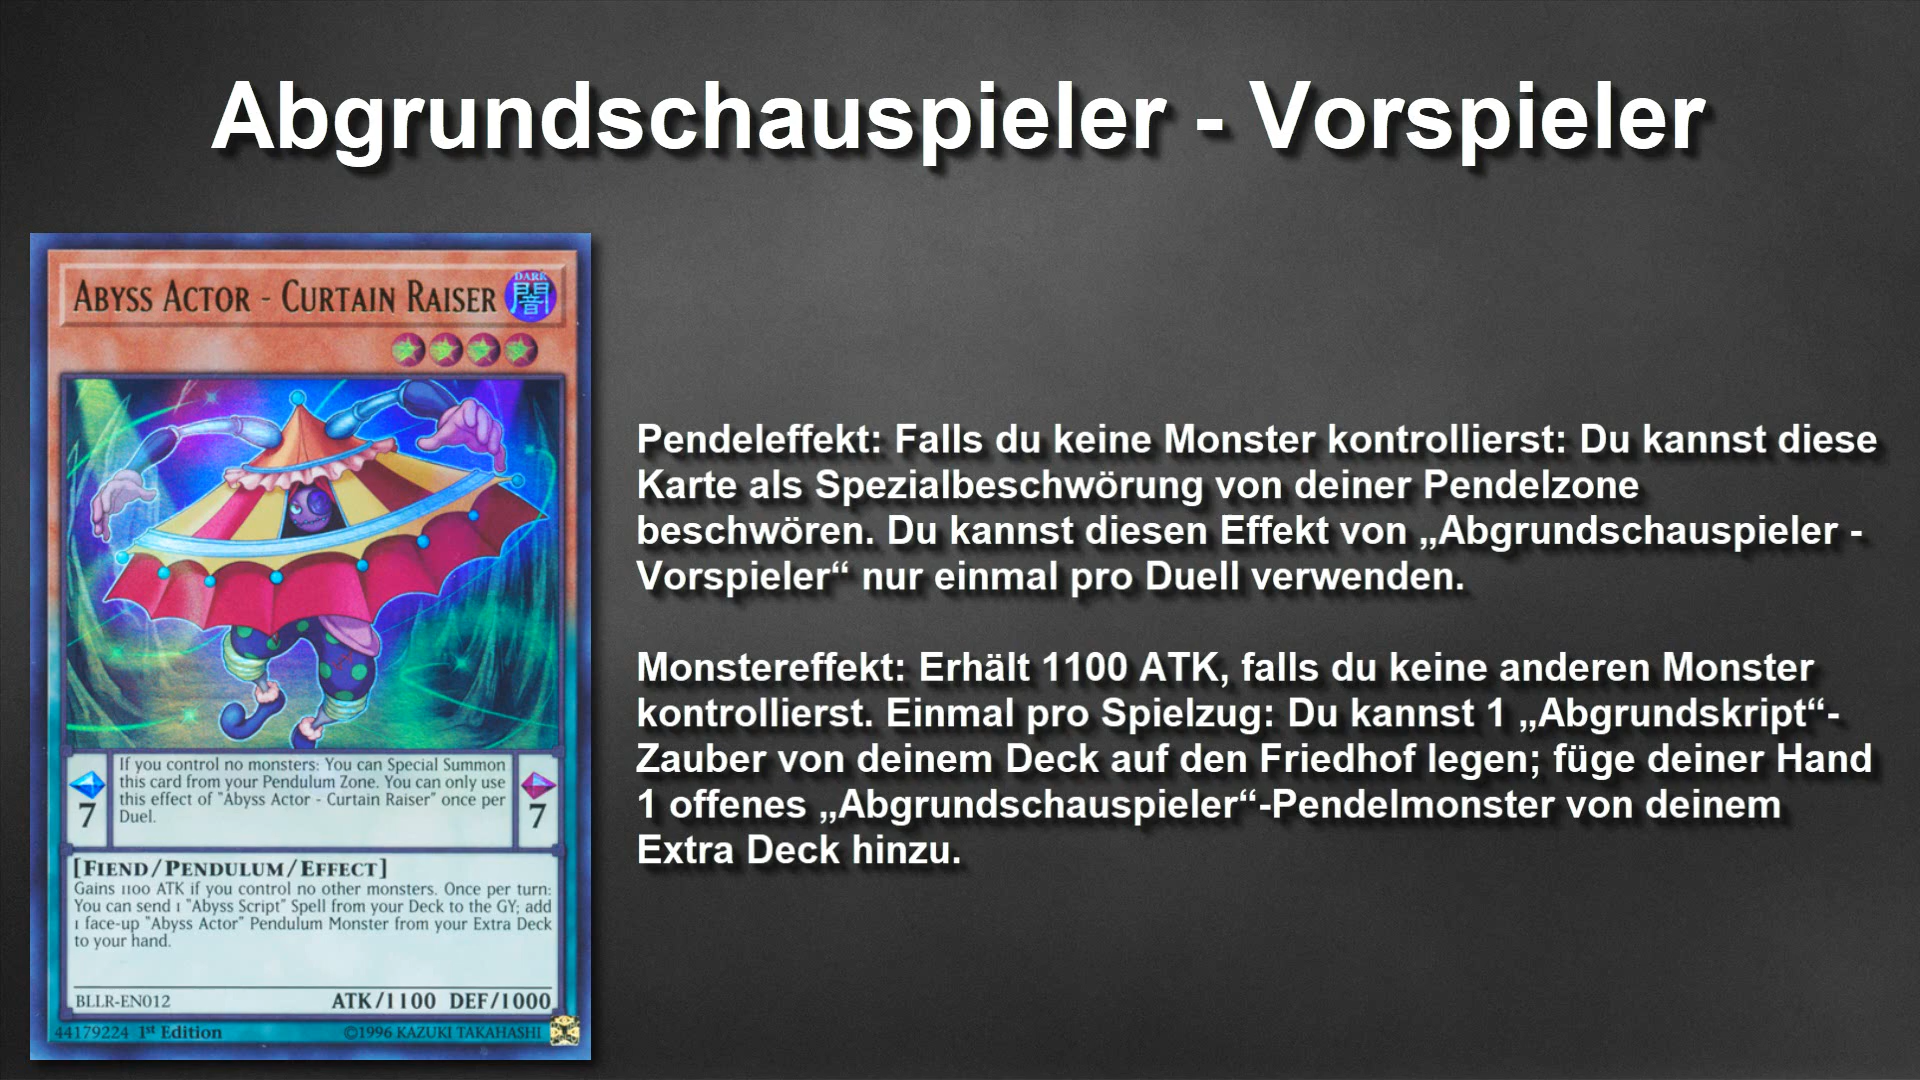 Abgrundschauspieler - Vorspieler
ABYSS ACTOR - CURTAIN RAISER
DARK
闇
If you control no monsters: You can Special Summon
this card from your Pendulum Zone. You can only use
this effect of "Abyss Actor - Curtain Raiser" once per
Duel.
7
7
[FIEND/PENDULUM/EFFECT]
Gains 1100 ATK if you control no other monsters. Once per turn:
You can send 1 "Abyss Script" Spell from your Deck to the GY; add
1 face-up "Abyss Actor" Pendulum Monster from your Extra Deck
to your hand.
BLLR-EN012
ATK/1100 DEF/1000
44179224 1st Edition
©1996 KAZUKI TAKAHASHI
Pendeleffekt: Falls du keine Monster kontrollierst: Du kannst diese
Karte als Spezialbeschwörung von deiner Pendelzone
beschwören. Du kannst diesen Effekt von „Abgrundschauspieler -
Vorspieler“ nur einmal pro Duell verwenden.
Monstereffekt: Erhält 1100 ATK, falls du keine anderen Monster
kontrollierst. Einmal pro Spielzug: Du kannst 1 „Abgrundskript“-
Zauber von deinem Deck auf den Friedhof legen; füge deiner Hand
1 offenes „Abgrundschauspieler“-Pendelmonster von deinem
Extra Deck hinzu.